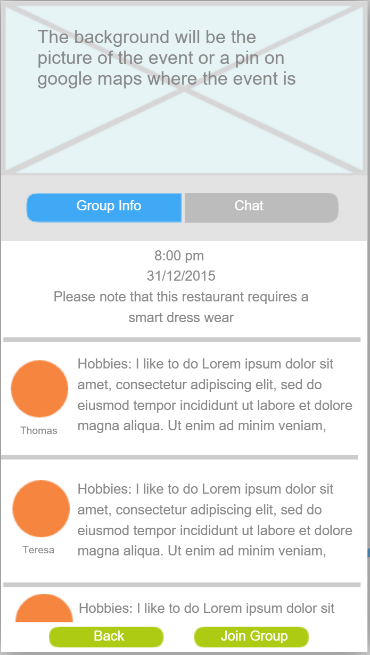 The background will be the
picture of the event or a pin on
google maps where the event is
Group Info
Chat
8:00 pm
31/12/2015
Please note that this restaurant requires a
smart dress wear
Hobbies: I like to do Lorem ipsum dolor sit
amet, consectetur adipiscing elit, sed do
eiusmod tempor incididunt ut labore et dolore
magna aliqua. Ut enim ad minim veniam,
Thomas
Hobbies: I like to do Lorem ipsum dolor sit
amet, consectetur adipiscing elit, sed do
eiusmod tempor incididunt ut labore et dolore
magna aliqua. Ut enim ad minim veniam,
Teresa
Hobbies: I like to do Lorem ipsum dolor sit
Back
Join Group